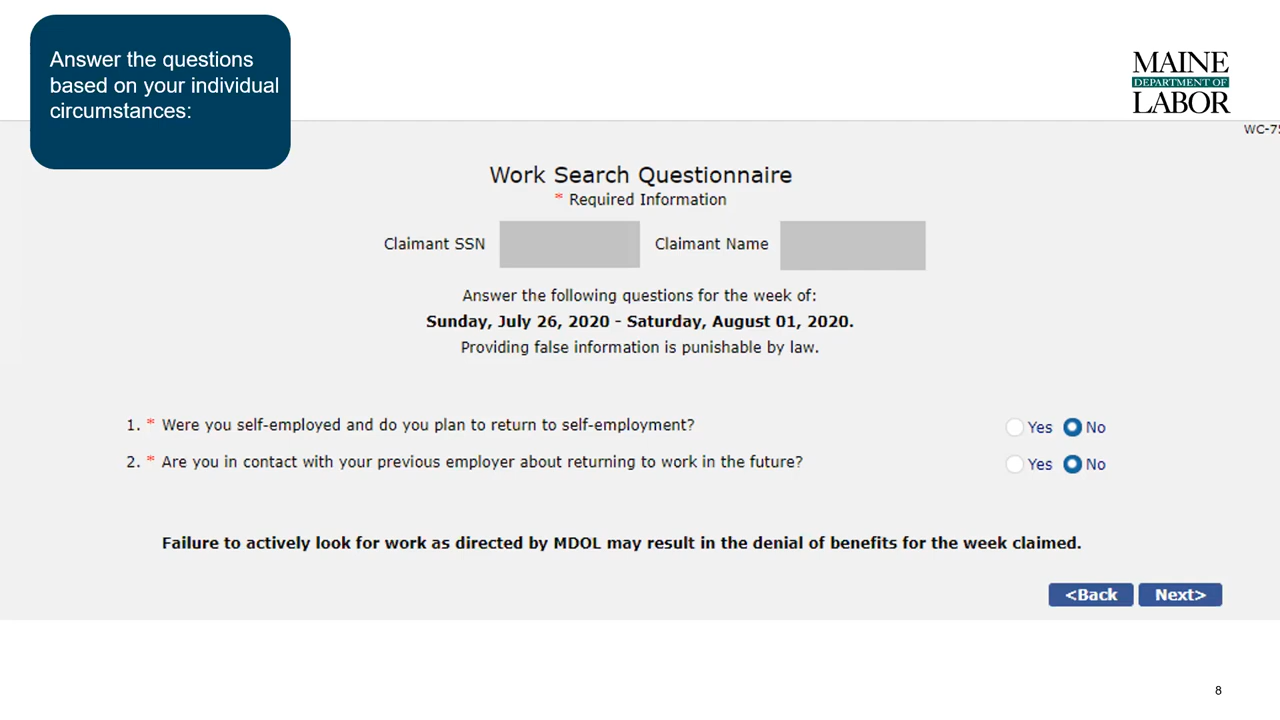 Answer the questions
based on your individual
circumstances:
MAINE
DEPARTMENT OF
LABOR
Work Search Questionnaire
* Required Information
Claimant SSN Claimant Name
Answer the following questions for the week of:
Sunday, July 26, 2020 - Saturday, August 01, 2020.
Providing false information is punishable by law.
1. * Were you self-employed and do you plan to return to self-employment? Yes No
2. * Are you in contact with your previous employer about returning to work in the future? Yes No
Failure to actively look for work as directed by MDOL may result in the denial of benefits for the week claimed.
<Back Next>
8